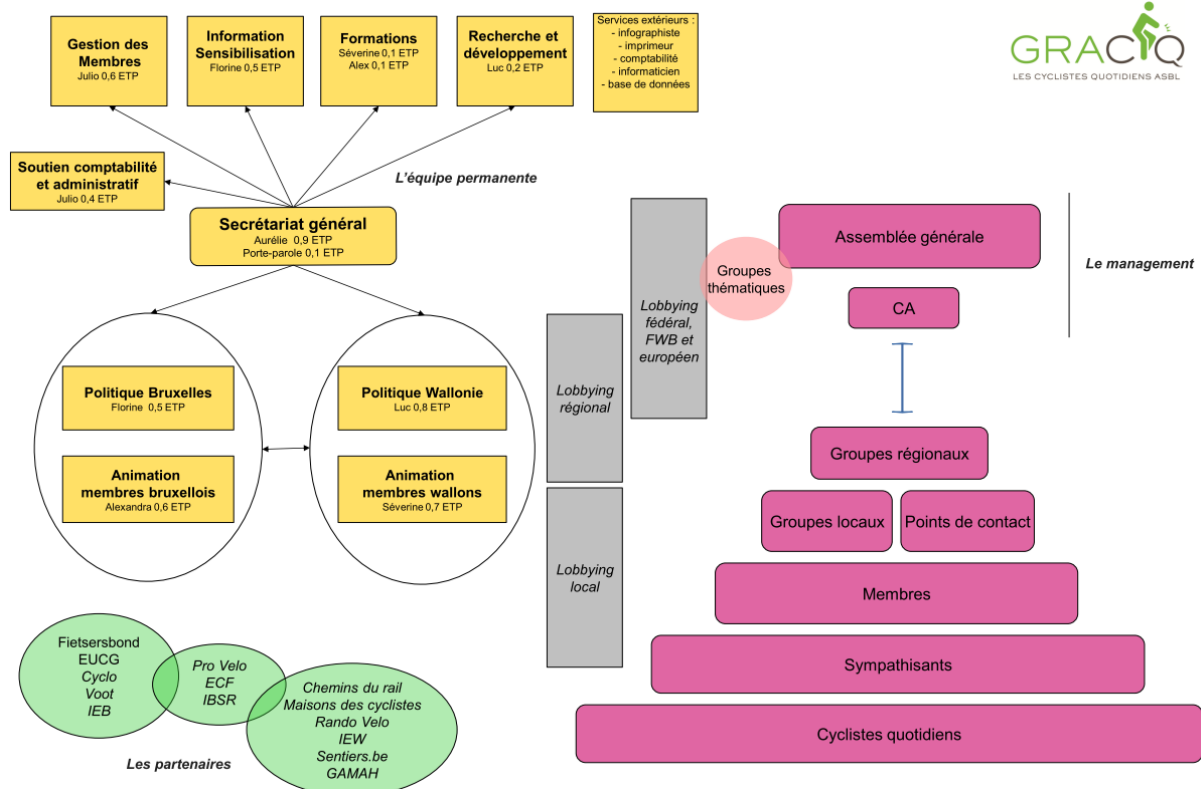 Gestion des
Membres
Julio 0,6 ETP
Information
Sensibilisation
Florine 0,5 ETP
Formations
Séverine 0,1 ETP
Alex 0,1 ETP
Recherche et
développement
Luc 0,2 ETP
Services extérieurs :
- infographiste
- imprimeur
- comptabilité
- informaticien
- base de données
GRACQ
LES CYCLISTES QUOTIDIENS ASBL
Soutien comptabilité
et administratif
Julio 0,4 ETP
L'équipe permanente
Secrétariat général
Aurélie 0,9 ETP
Porte-parole 0,1 ETP
Politique Bruxelles
Florine 0,5 ETP
Animation
membres bruxellois
Alexandra 0,6 ETP
Politique Wallonie
Luc 0,8 ETP
Animation
membres wallons
Séverine 0,7 ETP
Lobbying
régional
Lobbying
local
Lobbying
fédéral,
FWB et
européen
Groupes
thématiques
Assemblée générale
CA
Le management
Groupes régionaux
Groupes locaux
Points de contact
Membres
Sympathisants
Cyclistes quotidiens
Fietsersbond
EUCG
Cyclo
Voot
IEB
Pro Velo
ECF
IBSR
Chemins du rail
Maisons des cyclistes
Rando Velo
IEW
Sentiers.be
GAMAH
Les partenaires